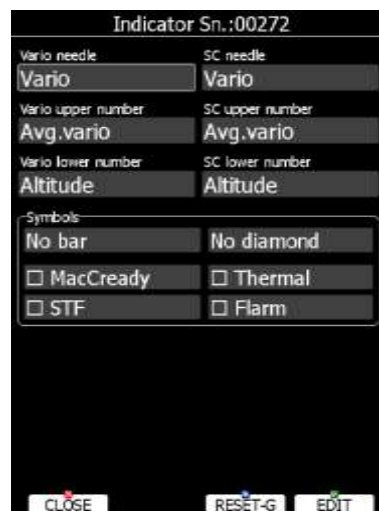 Indicator Sn.:00272
Vario needle SC needle
Vario Vario
Vario upper number SC upper number
Avg.vario Avg.vario
Vario lower number SC lower number
Altitude Altitude
Symbols
No bar No diamond
MacCready Thermal
STF Flarm
CLOSE RESET-G EDIT